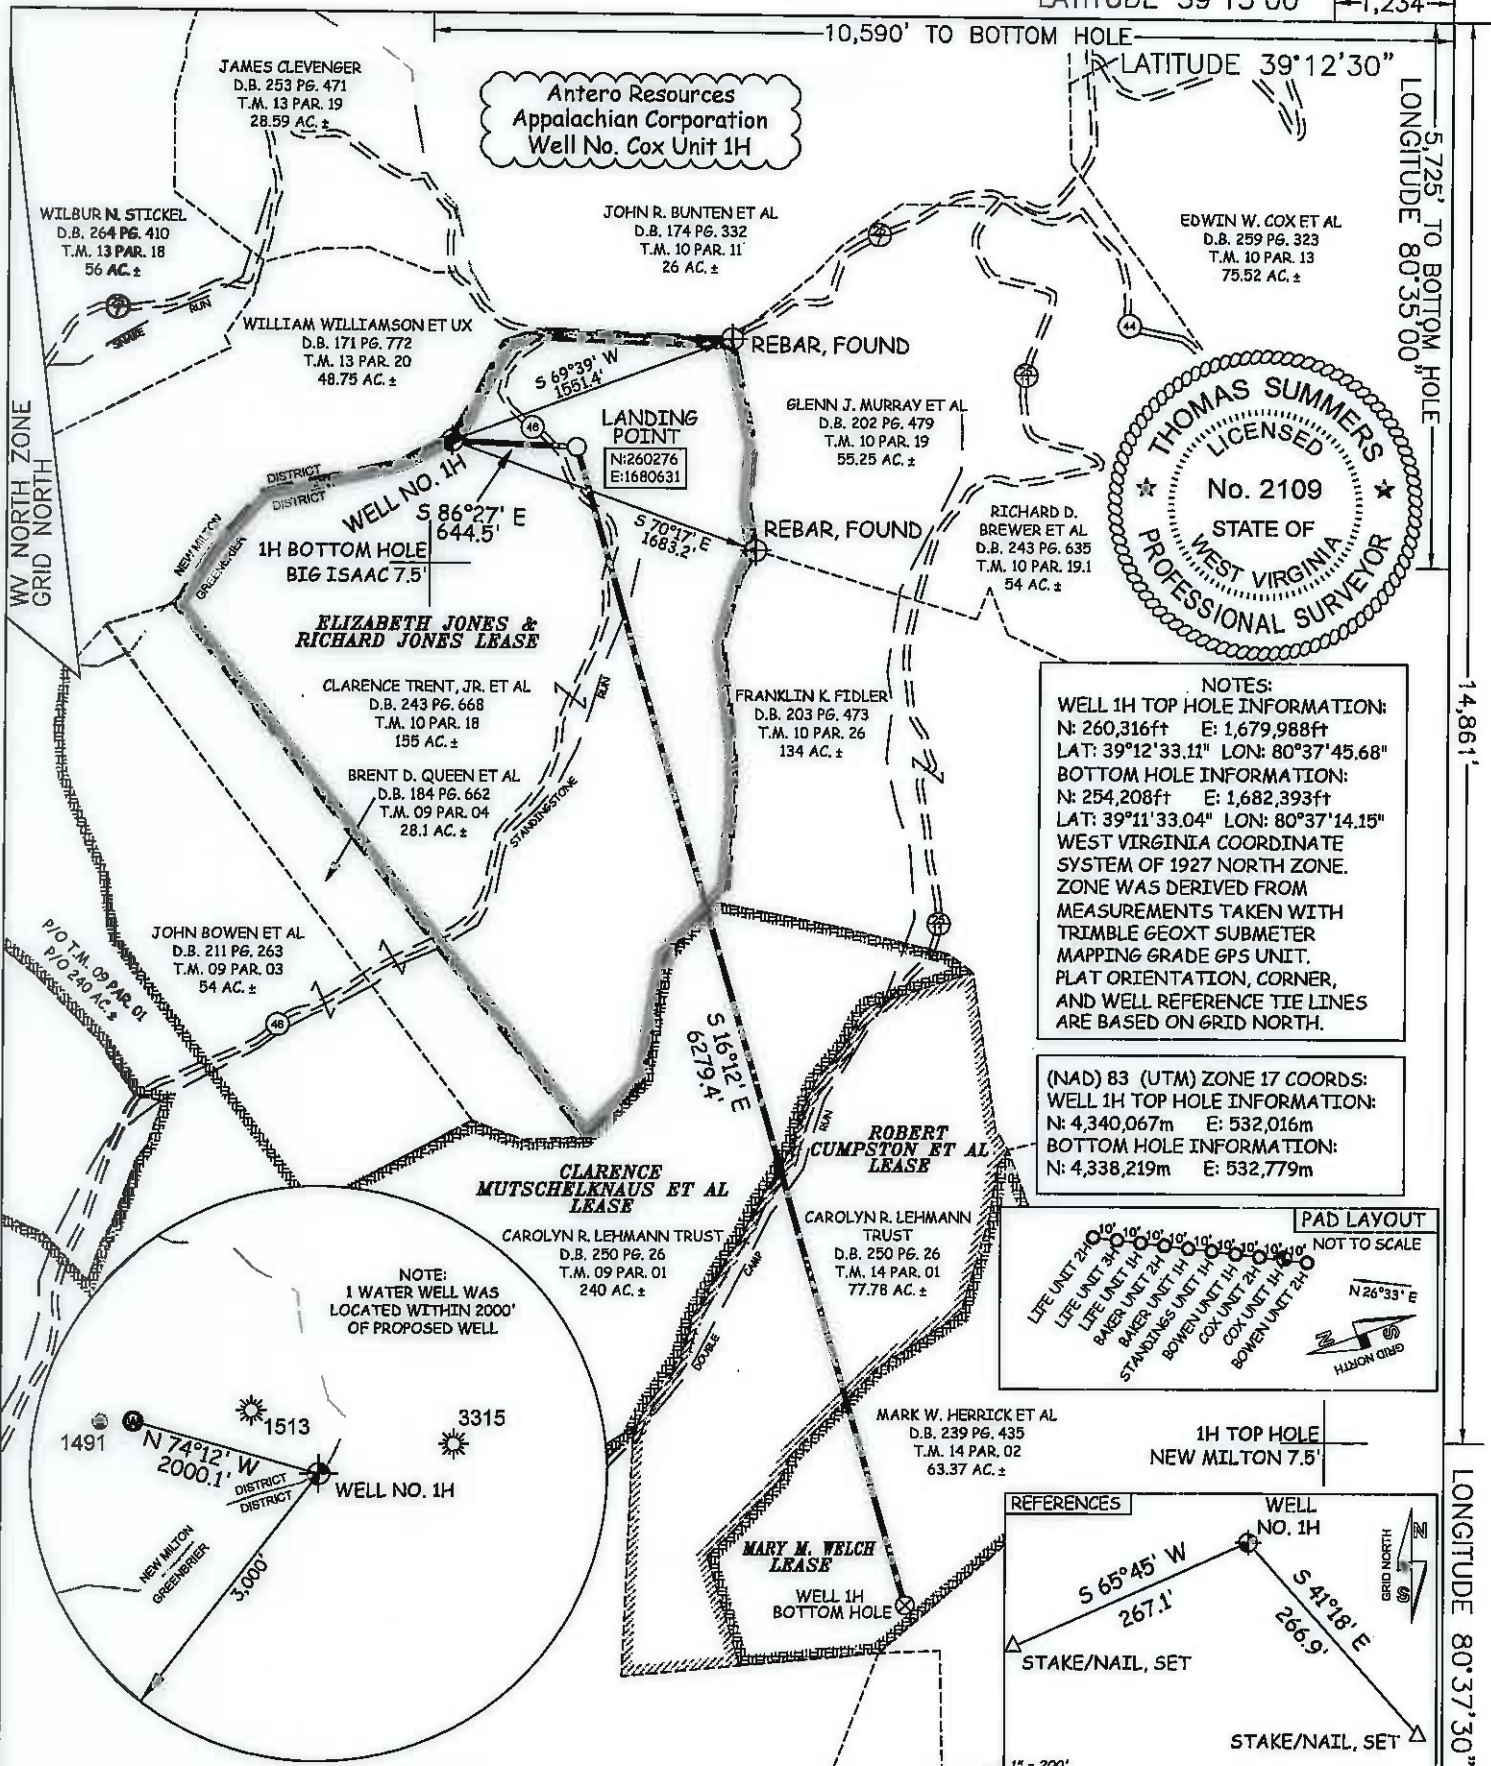 LATITUDE 39°15'00"
1,234'
10,590' TO BOTTOM HOLE
LATITUDE 39°12'30"
5,725' TO BOTTOM HOLE
LONGITUDE 80°35'00"
14,861'
LONGITUDE 80°37'30"
Antero Resources
Appalachian Corporation
Well No. Cox Unit 1H
JAMES CLEVENGER
D.B. 253 PG. 471
T.M. 13 PAR. 19
28.59 AC. ±
WILBUR N. STICKEL
D.B. 264 PG. 410
T.M. 13 PAR. 18
56 AC. ±
SNAKE RUN
JOHN R. BUNTEN ET AL
D.B. 174 PG. 332
T.M. 10 PAR. 11
26 AC. ±
EDWIN W. COX ET AL
D.B. 259 PG. 323
T.M. 10 PAR. 13
75.52 AC. ±
44
WILLIAM WILLIAMSON ET UX
D.B. 171 PG. 772
T.M. 13 PAR. 20
48.75 AC. ±
REBAR, FOUND
S 69°39' W
1551.4'
46
LANDING
POINT
N:260276
E:1680631
GLENN J. MURRAY ET AL
D.B. 202 PG. 479
T.M. 10 PAR. 19
55.25 AC. ±
THOMAS SUMMERS
LICENSED
No. 2109
STATE OF
WEST VIRGINIA
PROFESSIONAL SURVEYOR
WV NORTH ZONE
GRID NORTH
DISTRICT
DISTRICT
NEW MILTON
GREENBRIER
WELL NO. 1H
S 86°27' E
644.5'
S 70°17' E
1683.2'
REBAR, FOUND
RICHARD D.
BREWER ET AL
D.B. 243 PG. 635
T.M. 10 PAR. 19.1
54 AC. ±
1H BOTTOM HOLE
BIG ISAAC 7.5'
ELIZABETH JONES &
RICHARD JONES LEASE
CLARENCE TRENT, JR. ET AL
D.B. 243 PG. 668
T.M. 10 PAR. 18
155 AC. ±
FRANKLIN K. FIDLER
D.B. 203 PG. 473
T.M. 10 PAR. 26
134 AC. ±
BRENT D. QUEEN ET AL
D.B. 184 PG. 662
T.M. 09 PAR. 04
28.1 AC. ±
STANDINGSTONE RUN
NOTES:
WELL 1H TOP HOLE INFORMATION:
N: 260,316ft E: 1,679,988ft
LAT: 39°12'33.11" LON: 80°37'45.68"
BOTTOM HOLE INFORMATION:
N: 254,208ft E: 1,682,393ft
LAT: 39°11'33.04" LON: 80°37'14.15"
WEST VIRGINIA COORDINATE
SYSTEM OF 1927 NORTH ZONE.
ZONE WAS DERIVED FROM
MEASUREMENTS TAKEN WITH
TRIMBLE GEOXT SUBMETER
MAPPING GRADE GPS UNIT.
PLAT ORIENTATION, CORNER,
AND WELL REFERENCE TIE LINES
ARE BASED ON GRID NORTH.
P/O T.M. 09 PAR. 01
P/O 240 AC. ±
JOHN BOWEN ET AL
D.B. 211 PG. 263
T.M. 09 PAR. 03
54 AC. ±
46
S 16°12' E
6279.4'
(NAD) 83 (UTM) ZONE 17 COORDS:
WELL 1H TOP HOLE INFORMATION:
N: 4,340,067m E: 532,016m
BOTTOM HOLE INFORMATION:
N: 4,338,219m E: 532,779m
ROBERT
CUMPSTON ET AL
LEASE
CLARENCE
MUTSCHELKNAUS ET AL
LEASE
CAROLYN R. LEHMANN TRUST
D.B. 250 PG. 26
T.M. 09 PAR. 01
240 AC. ±
CAROLYN R. LEHMANN
TRUST
D.B. 250 PG. 26
T.M. 14 PAR. 01
77.78 AC. ±
DOUBLE CAMP RUN
PAD LAYOUT
NOT TO SCALE
10' 10' 10' 10' 10' 10' 10' 10' 10'
LIFE UNIT 2H
LIFE UNIT 3H
LIFE UNIT 1H
BAKER UNIT 2H
BAKER UNIT 1H
STANDINGS UNIT 1H
BOWEN UNIT 1H
COX UNIT 2H
COX UNIT 1H
BOWEN UNIT 2H
N 26°33' E
N
S
GRID NORTH
NOTE:
1 WATER WELL WAS
LOCATED WITHIN 2000'
OF PROPOSED WELL
1491
W
1513
3315
N 74°12' W
2000.1'
DISTRICT
DISTRICT
WELL NO. 1H
NEW MILTON
GREENBRIER
3,000'
MARK W. HERRICK ET AL
D.B. 239 PG. 435
T.M. 14 PAR. 02
63.37 AC. ±
1H TOP HOLE
NEW MILTON 7.5'
MARY M. WELCH
LEASE
WELL 1H
BOTTOM HOLE
REFERENCES
WELL
NO. 1H
GRID NORTH
N
S
S 65°45' W
267.1'
S 41°18' E
266.9'
STAKE/NAIL, SET
STAKE/NAIL, SET
1" = 200'